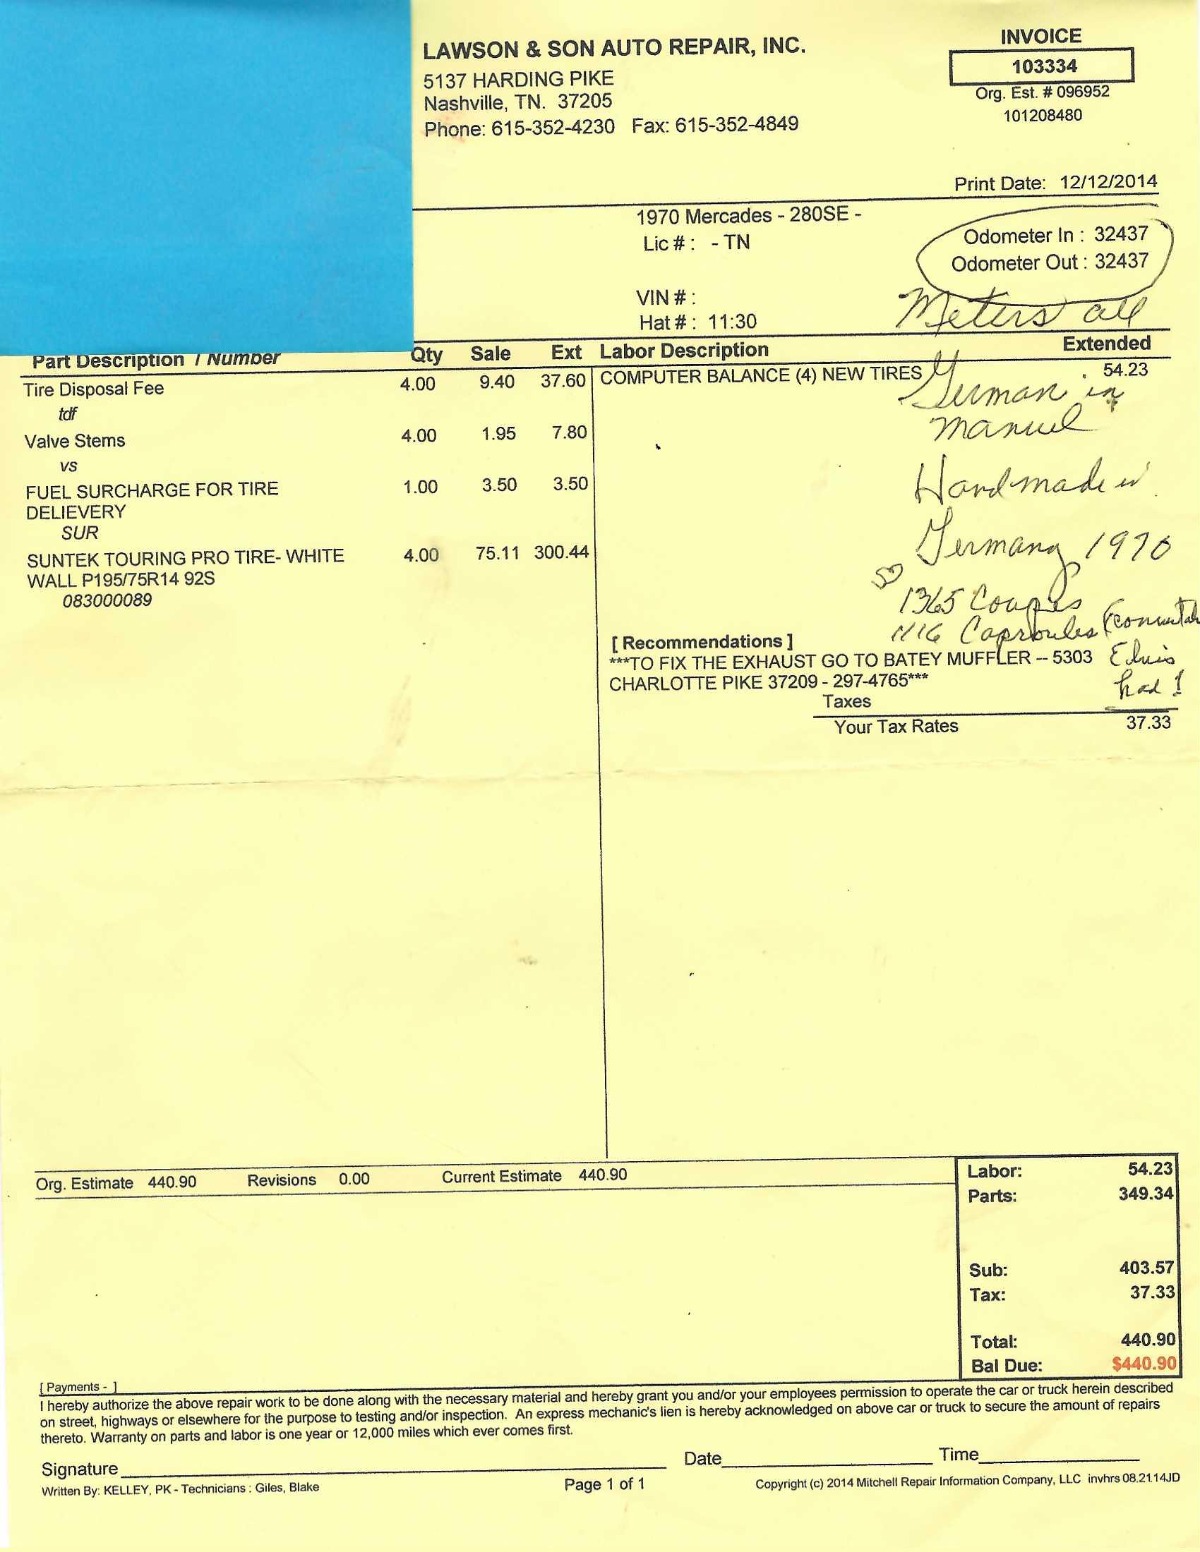 LAWSON & SON AUTO REPAIR, INC.
5137 HARDING PIKE
Nashville, TN. 37205
Phone: 615-352-4230 Fax: 615-352-4849
INVOICE
103334
Org. Est. # 096952
101208480
Print Date: 12/12/2014
1970 Mercades - 280SE -
Lic # : - TN
VIN # :
Hat # : 11:30
Odometer In : 32437
Odometer Out : 32437
Meters all
German in
manuel
Handmade in
Germany 1970
1365 Coupes
1116
Elvis
had 1
Part Description / Number Qty Sale Ext
Tire Disposal Fee 4.00 9.40 37.60
tdf
Valve Stems 4.00 1.95 7.80
vs
FUEL SURCHARGE FOR TIRE 1.00 3.50 3.50
DELIEVERY
SUR
SUNTEK TOURING PRO TIRE- WHITE 4.00 75.11 300.44
WALL P195/75R14 92S
083000089
Labor Description Extended
COMPUTER BALANCE (4) NEW TIRES 54.23
[ Recommendations ]
***TO FIX THE EXHAUST GO TO BATEY MUFFLER -- 5303
CHARLOTTE PIKE 37209 - 297-4765***
Taxes
Your Tax Rates 37.33
Org. Estimate 440.90 Revisions 0.00 Current Estimate 440.90
Labor: 54.23
Parts: 349.34
Sub: 403.57
Tax: 37.33
Total: 440.90
Bal Due: $440.90
[ Payments - ]
I hereby authorize the above repair work to be done along with the necessary material and hereby grant you and/or your employees permission to operate the car or truck herein described
on street, highways or elsewhere for the purpose to testing and/or inspection. An express mechanic's lien is hereby acknowledged on above car or truck to secure the amount of repairs
thereto. Warranty on parts and labor is one year or 12,000 miles which ever comes first.
Signature Date Time
Written By: KELLEY, PK - Technicians : Giles, Blake
Page 1 of 1
Copyright (c) 2014 Mitchell Repair Information Company, LLC invhrs 08.21.14JD